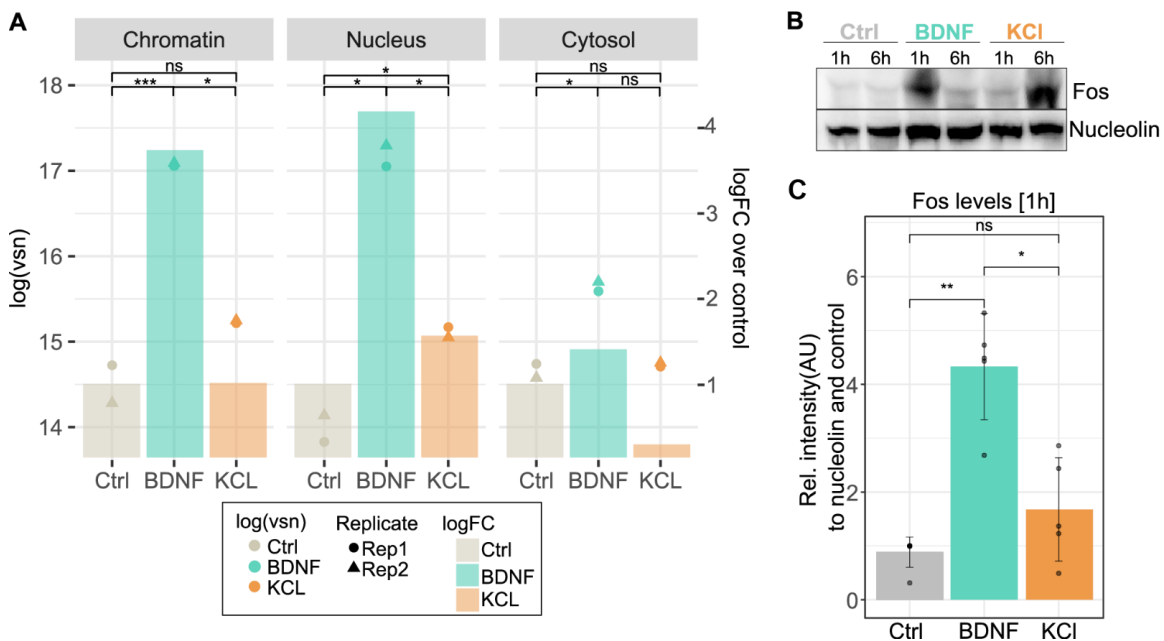 A
Chromatin Nucleus Cytosol
ns
*** *
*
* *
ns
* ns
18
17
16
15
14
log(vsn)
4
3
2
1
logFC over control
Ctrl BDNF KCL Ctrl BDNF KCL Ctrl BDNF KCL
log(vsn) Replicate logFC
Ctrl Rep1 Ctrl
BDNF Rep2 BDNF
KCL KCL
B
Ctrl BDNF KCl
1h 6h 1h 6h 1h 6h
Fos
Nucleolin
C
Fos levels [1h]
ns
*
**
6
4
2
0
Rel. intensity(AU)
to nucleolin and control
Ctrl BDNF KCl